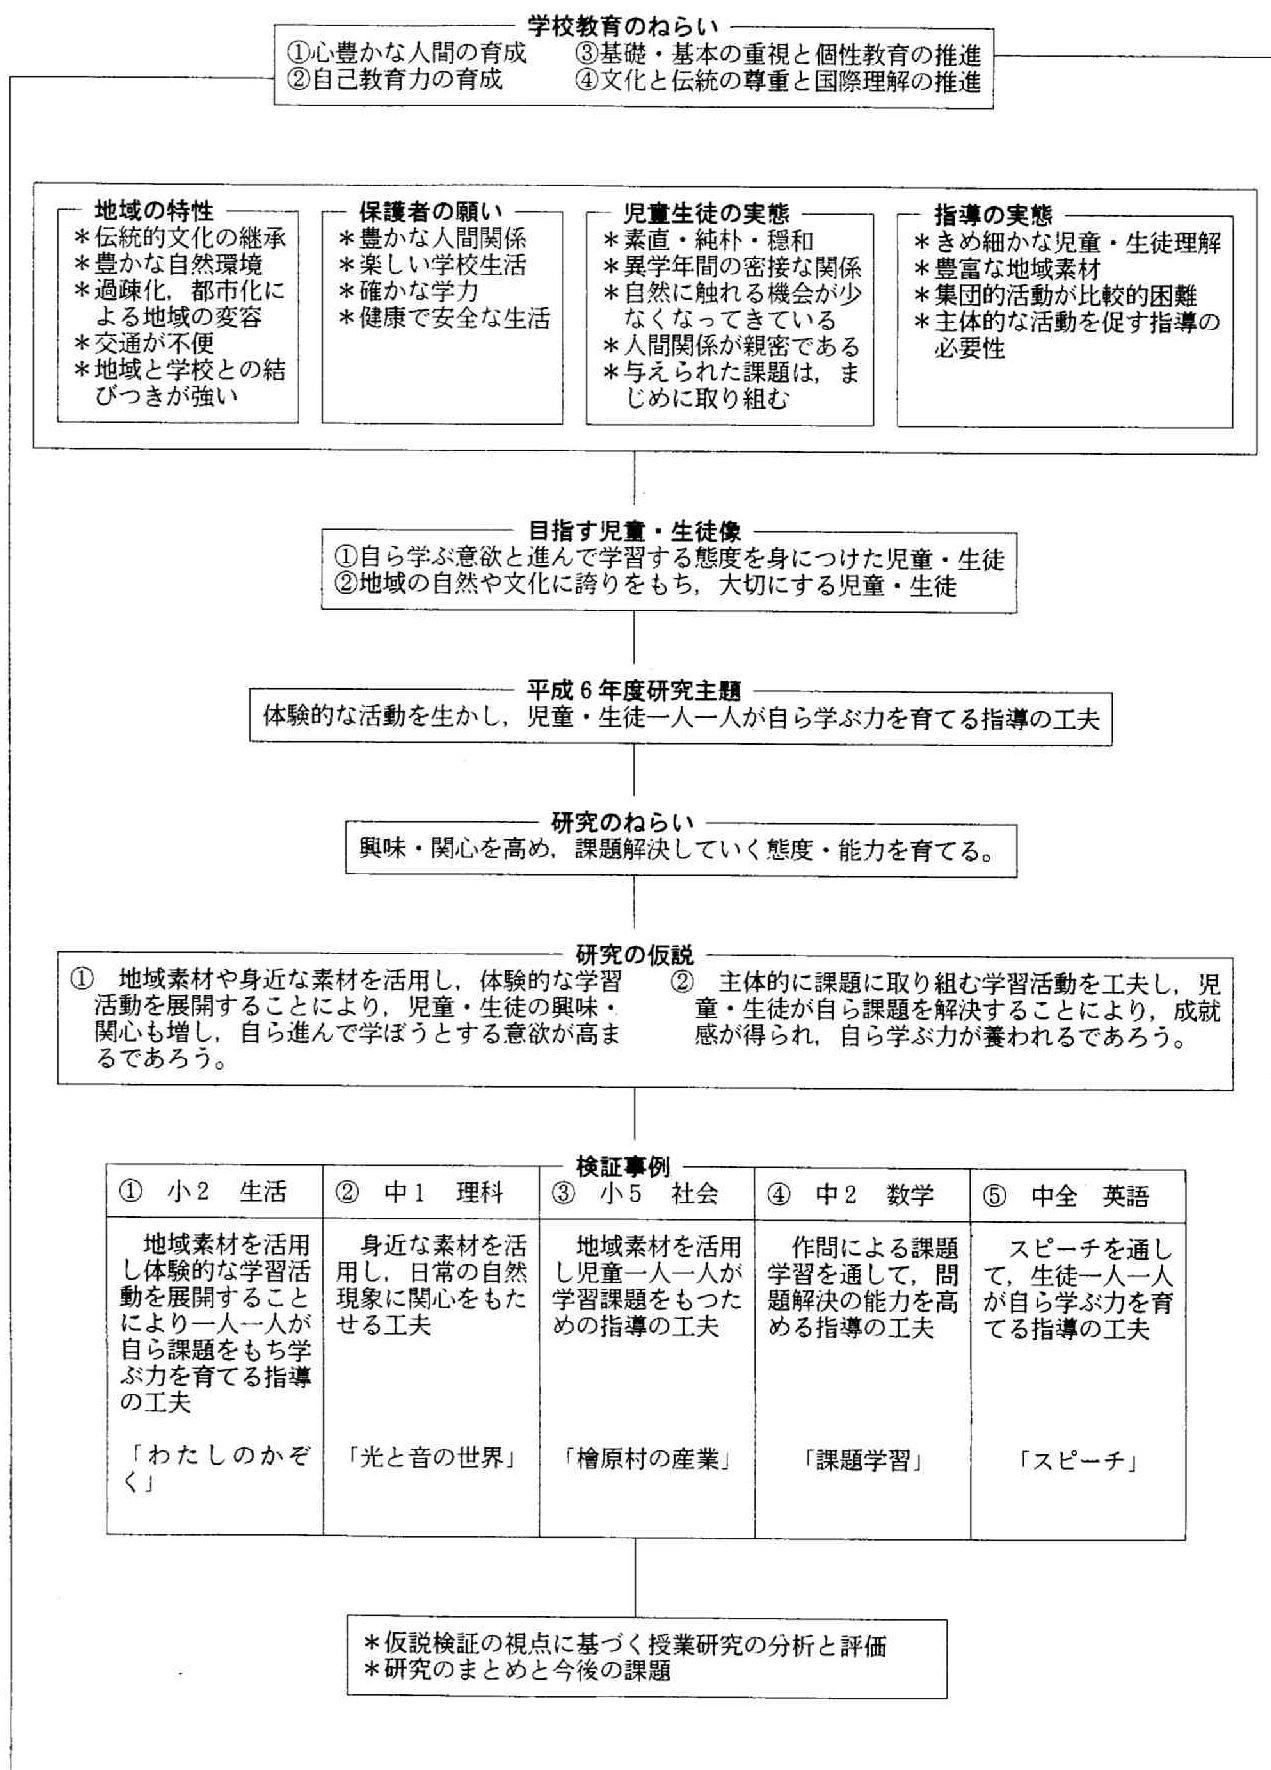 学校教育のねらい
①心豊かな人間の育成　③基礎・基本の重視と個性教育の推進
②自己教育力の育成　④文化と伝統の尊重と国際理解の推進
地域の特性
＊伝統的文化の継承
＊豊かな自然環境
＊過疎化，都市化に
よる地域の変容
＊交通が不便
＊地域と学校との結
びつきが強い
保護者の願い
＊豊かな人間関係
＊楽しい学校生活
＊確かな学力
＊健康で安全な生活
児童生徒の実態
＊素直・純朴・穏和
＊異学年間の密接な関係
＊自然に触れる機会が少
なくなってきている
＊人間関係が親密である
＊与えられた課題は，ま
じめに取り組む
指導の実態
＊きめ細かな児童・生徒理解
＊豊富な地域素材
＊集団的活動が比較的困難
＊主体的な活動を促す指導の
必要性
目指す児童・生徒像
①自ら学ぶ意欲と進んで学習する態度を身につけた児童・生徒
②地域の自然や文化に誇りをもち，大切にする児童・生徒
平成６年度研究主題
体験的な活動を生かし，児童・生徒一人一人が自ら学ぶ力を育てる指導の工夫
研究のねらい
興味・関心を高め，課題解決していく態度・能力を育てる。
研究の仮説
①　地域素材や身近な素材を活用し，体験的な学習
活動を展開することにより，児童・生徒の興味・
関心も増し，自ら進んで学ぼうとする意欲が高ま
るであろう。
②　主体的に課題に取り組む学習活動を工夫し，児
童・生徒が自ら課題を解決することにより，成就
感が得られ，自ら学ぶ力が養われるであろう。
検証事例
①　小２　生活
地域素材を活用
し体験的な学習活
動を展開すること
により一人一人が
自ら課題をもち学
ぶ力を育てる指導
の工夫
「わたしのかぞ
く」
②　中１　理科
身近な素材を活
用し，日常の自然
現象に関心をもた
せる工夫
「光と音の世界」
③　小５　社会
地域素材を活用
し児童一人一人が
学習課題をもつた
めの指導の工夫
「檜原村の産業」
④　中２　数学
作問による課題
学習を通して，問
題解決の能力を高
める指導の工夫
「課題学習」
⑤　中全　英語
スピーチを通し
て，生徒一人一人
が自ら学ぶ力を育
てる指導の工夫
「スピーチ」
＊仮説検証の視点に基づく授業研究の分析と評価
＊研究のまとめと今後の課題